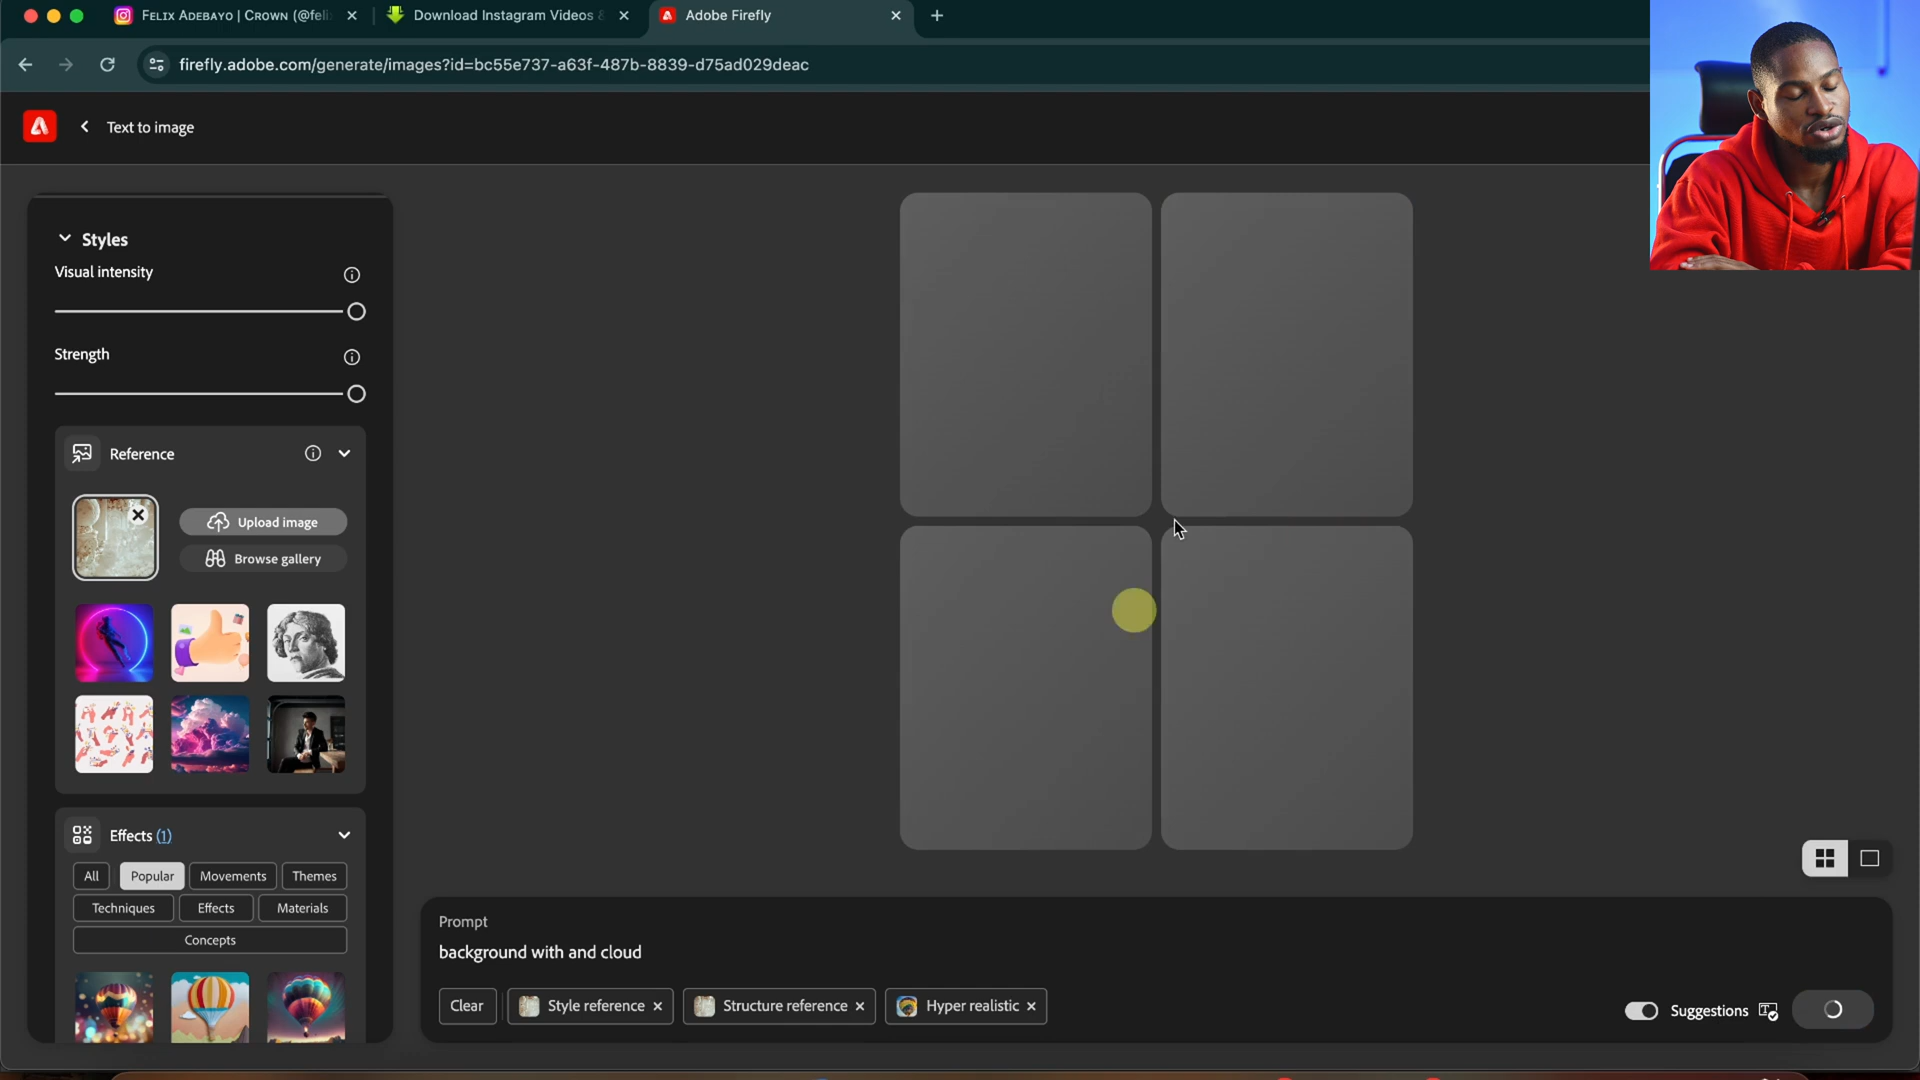 FELIX ADEBAYO | CROWN (@feli
Download Instagram Videos &
Adobe Firefly
firefly.adobe.com/generate/images?id=bc55e737-a63f-487b-8839-d75ad029deac
Text to image
Styles
Visual intensity
Strength
Reference
Upload image
Browse gallery
Effects (1)
All
Popular
Movements
Themes
Techniques
Effects
Materials
Concepts
Prompt
background with and cloud
Clear
Style reference
Structure reference
Hyper realistic
Suggestions